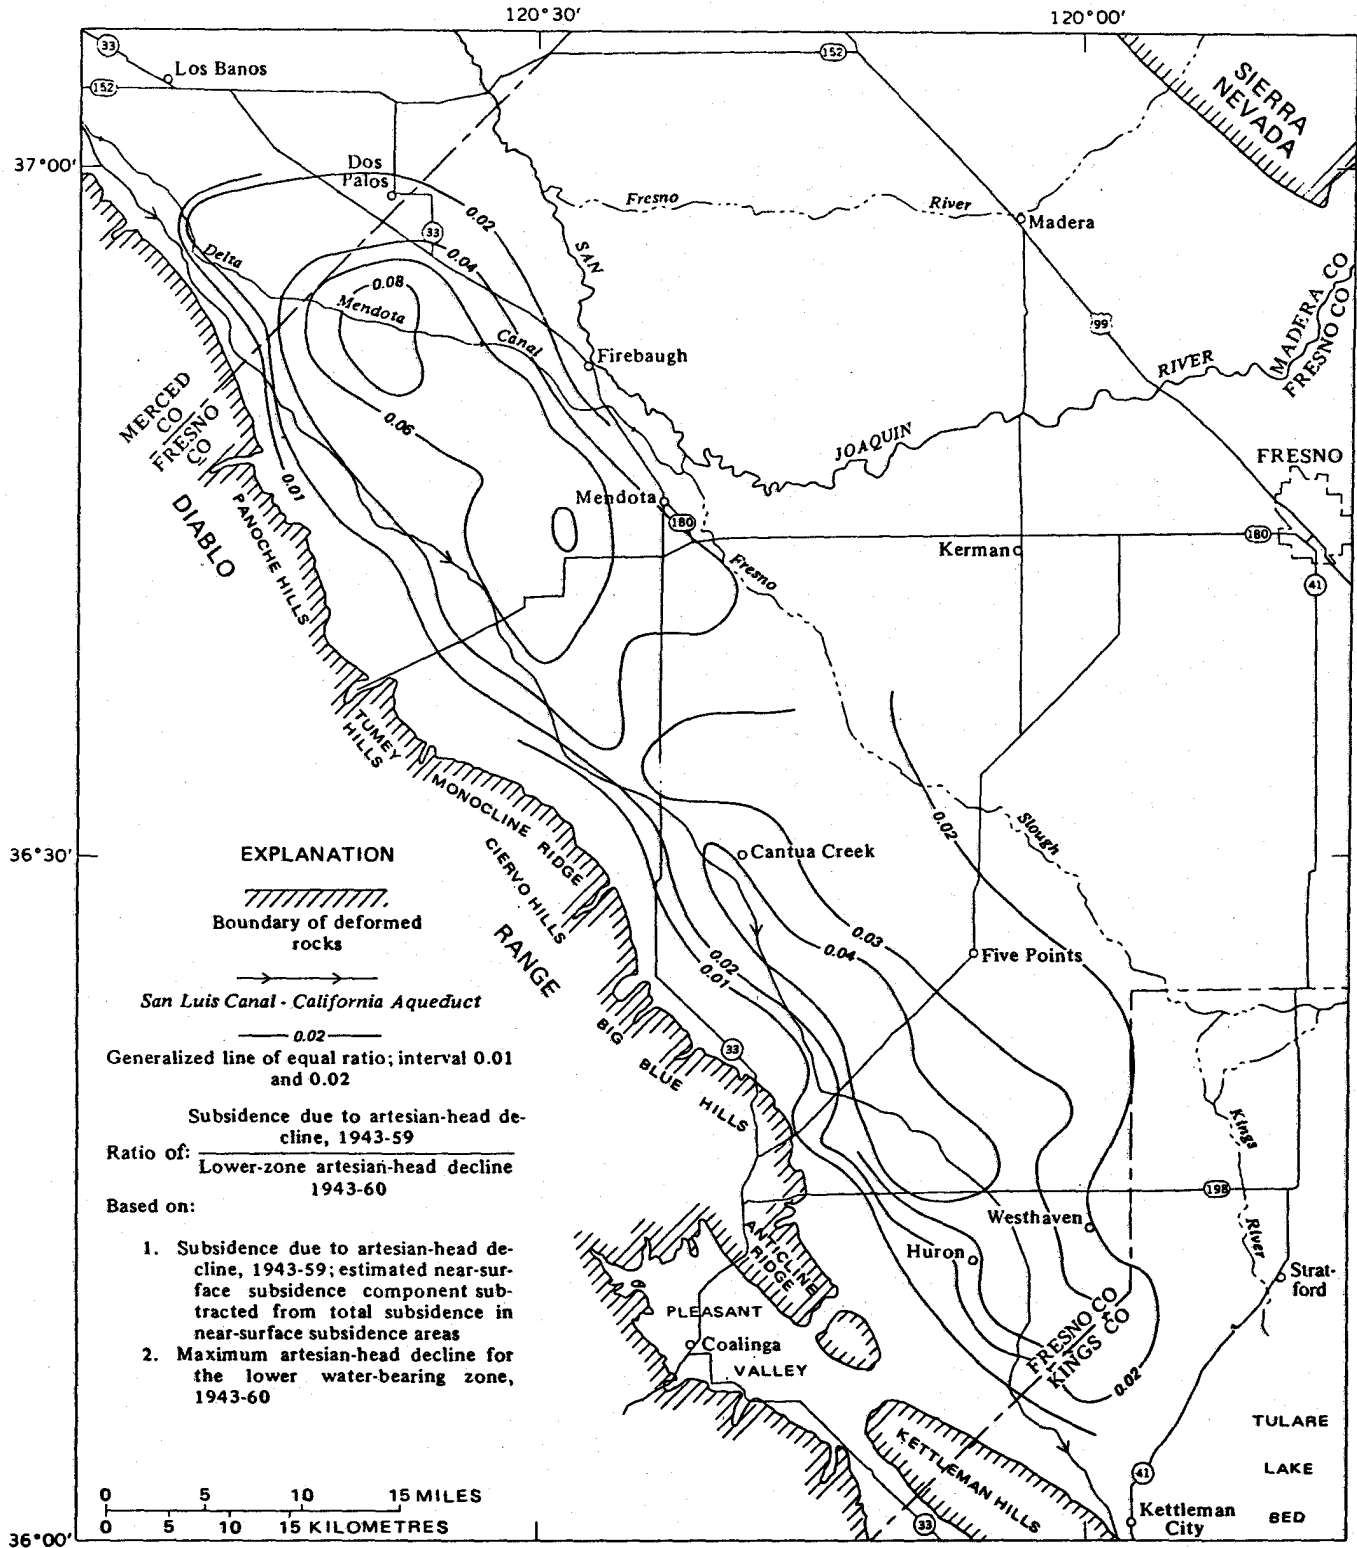 120°30'
120°00'
33
Los Banos
152
152
SIERRA
NEVADA
37°00'
Dos
Palos
33
0.02
Fresno
River
Madera
SAN
Delta
0.04
0.08
Mendota
Canal
Firebaugh
99
MADERA CO
FRESNO CO
RIVER
MERCED
CO
FRESNO
CO
0.06
JOAQUIN
FRESNO
0.01
Mendota
180
180
Kerman
DIABLO
PANOCHE HILLS
Fresno
41
TUMEY
HILLS
MONOCLINE RIDGE
CIERVO HILLS
RANGE
0.02
Slough
36°30'
Cantua Creek
0.03
0.04
0.02
0.01
Five Points
BIG BLUE HILLS
33
EXPLANATION
Boundary of deformed
rocks
San Luis Canal - California Aqueduct
0.02
Generalized line of equal ratio; interval 0.01
and 0.02
Subsidence due to artesian-head de-
cline, 1943-59
Ratio of:
Lower-zone artesian-head decline
1943-60
Based on:
1. Subsidence due to artesian-head de-
cline, 1943-59; estimated near-sur-
face subsidence component sub-
tracted from total subsidence in
near-surface subsidence areas
2. Maximum artesian-head decline for
the lower water-bearing zone,
1943-60
Kings
River
198
Westhaven
Huron
ANTICLINE
RIDGE
Strat-
ford
PLEASANT
VALLEY
Coalinga
FRESNO CO
KINGS CO
0.02
KETTLEMAN HILLS
33
41
TULARE
LAKE
BED
Kettleman
City
0 5 10 15 MILES
0 5 10 15 KILOMETRES
36°00'